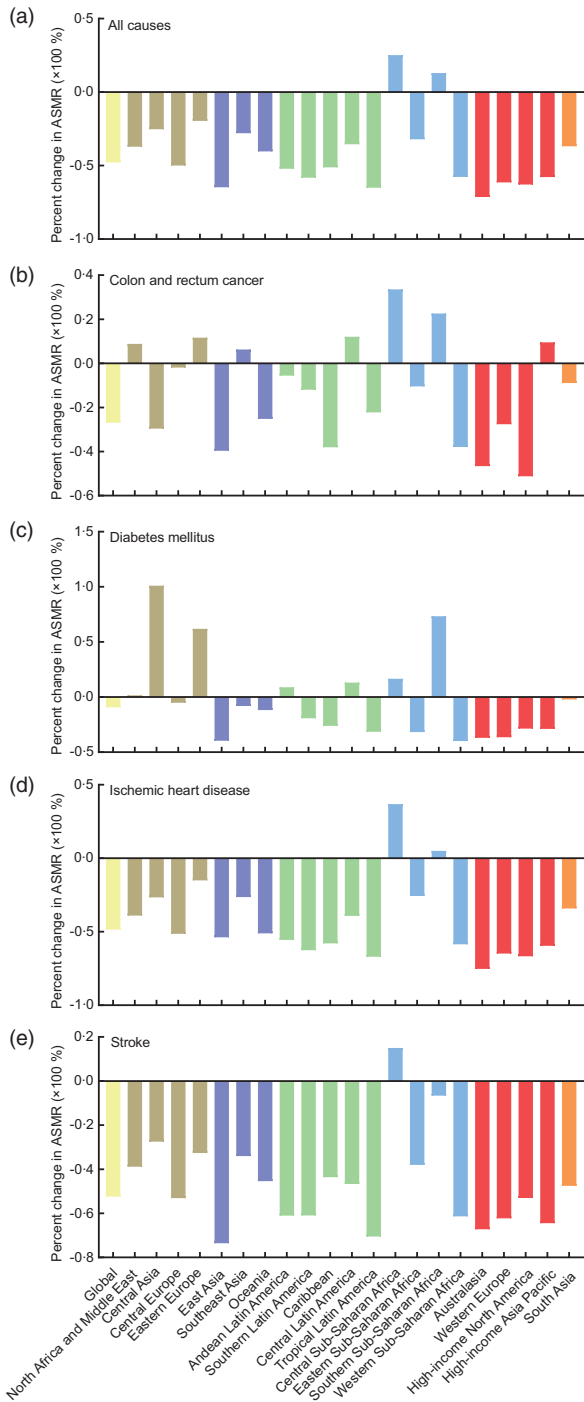 (a)
All causes
Percent change in ASMR (×100 %)
0·5
0·0
-0·5
-1·0
(b)
Colon and rectum cancer
Percent change in ASMR (×100 %)
0·4
0·2
0·0
-0·2
-0·4
-0·6
(c)
Diabetes mellitus
Percent change in ASMR (×100 %)
1·5
1·0
0·5
0·0
-0·5
(d)
Ischemic heart disease
Percent change in ASMR (×100 %)
0·5
0·0
-0·5
-1·0
(e)
Stroke
Percent change in ASMR (×100 %)
0·2
0·0
-0·2
-0·4
-0·6
-0·8
Global
North Africa and Middle East
Central Asia
Central Europe
Eastern Europe
East Asia
Southeast Asia
Oceania
Andean Latin America
Southern Latin America
Caribbean
Central Latin America
Tropical Latin America
Central Sub-Saharan Africa
Eastern Sub-Saharan Africa
Southern Sub-Saharan Africa
Western Sub-Saharan Africa
Australasia
Western Europe
High-income North America
High-income Asia Pacific
South Asia